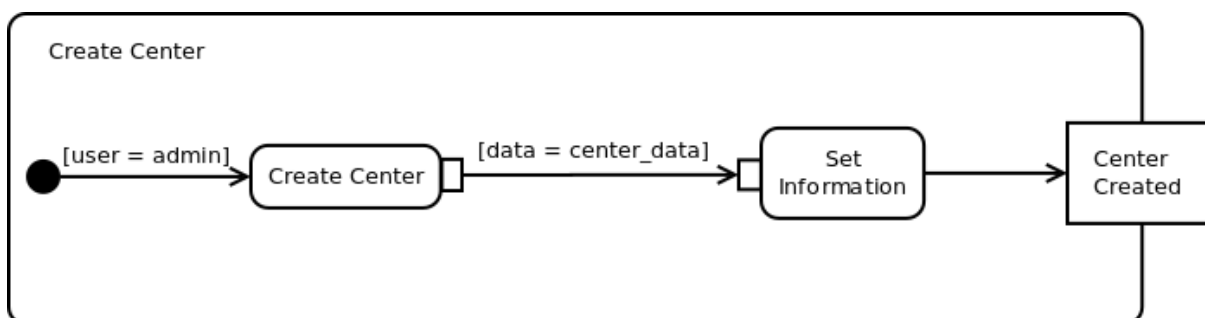 Create Center
[user = admin]
Create Center
[data = center_data]
Set
Information
Center
Created